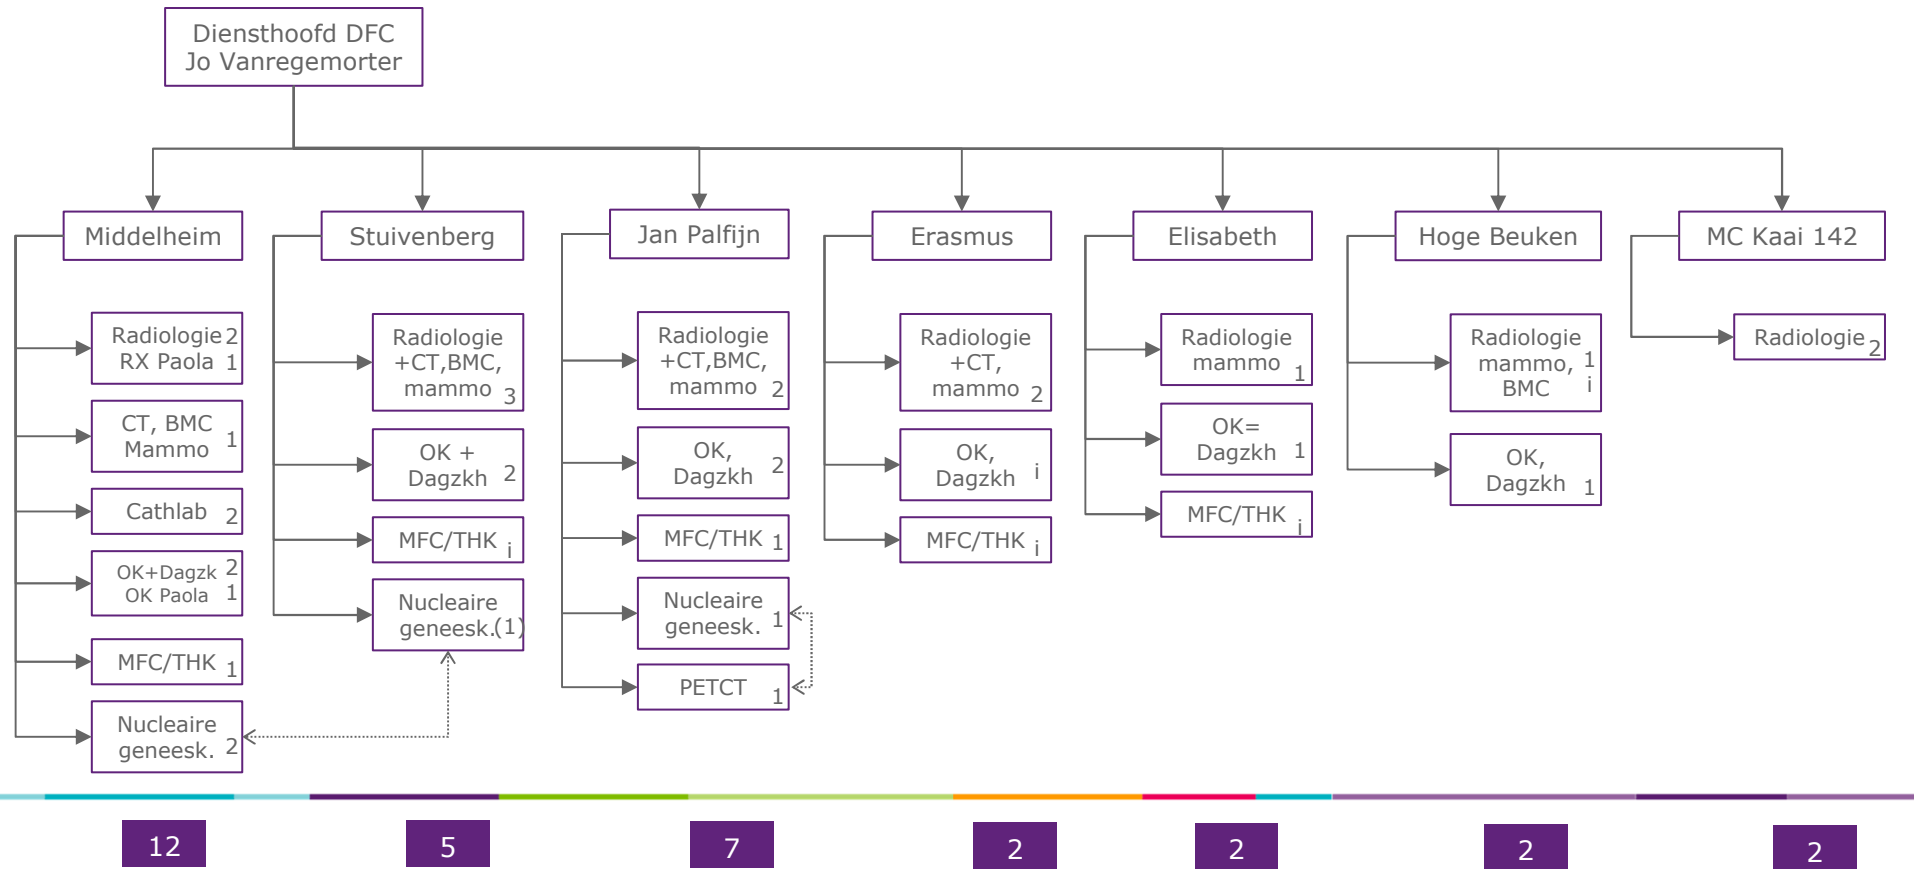 Diensthoofd DFC
Jo Vanregemorter
Middelheim
Stuivenberg
Jan Palfijn
Erasmus
Elisabeth
Hoge Beuken
MC Kaai 142
Radiologie 2
RX Paola 1
CT, BMC
Mammo 1
Cathlab 2
OK+Dagzk 2
OK Paola 1
MFC/THK 1
Nucleaire
geneesk. 2
Radiologie
+CT,BMC,
mammo 3
OK +
Dagzkh 2
MFC/THK i
Nucleaire
geneesk.(1)
Radiologie
+CT,BMC,
mammo 2
OK,
Dagzkh 2
MFC/THK 1
Nucleaire
geneesk. 1
PETCT 1
Radiologie
+CT,
mammo 2
OK,
Dagzkh i
MFC/THK i
Radiologie
mammo 1
OK=
Dagzkh 1
MFC/THK i
Radiologie
mammo, 1
BMC i
OK,
Dagzkh 1
Radiologie 2
12
5
7
2
2
2
2